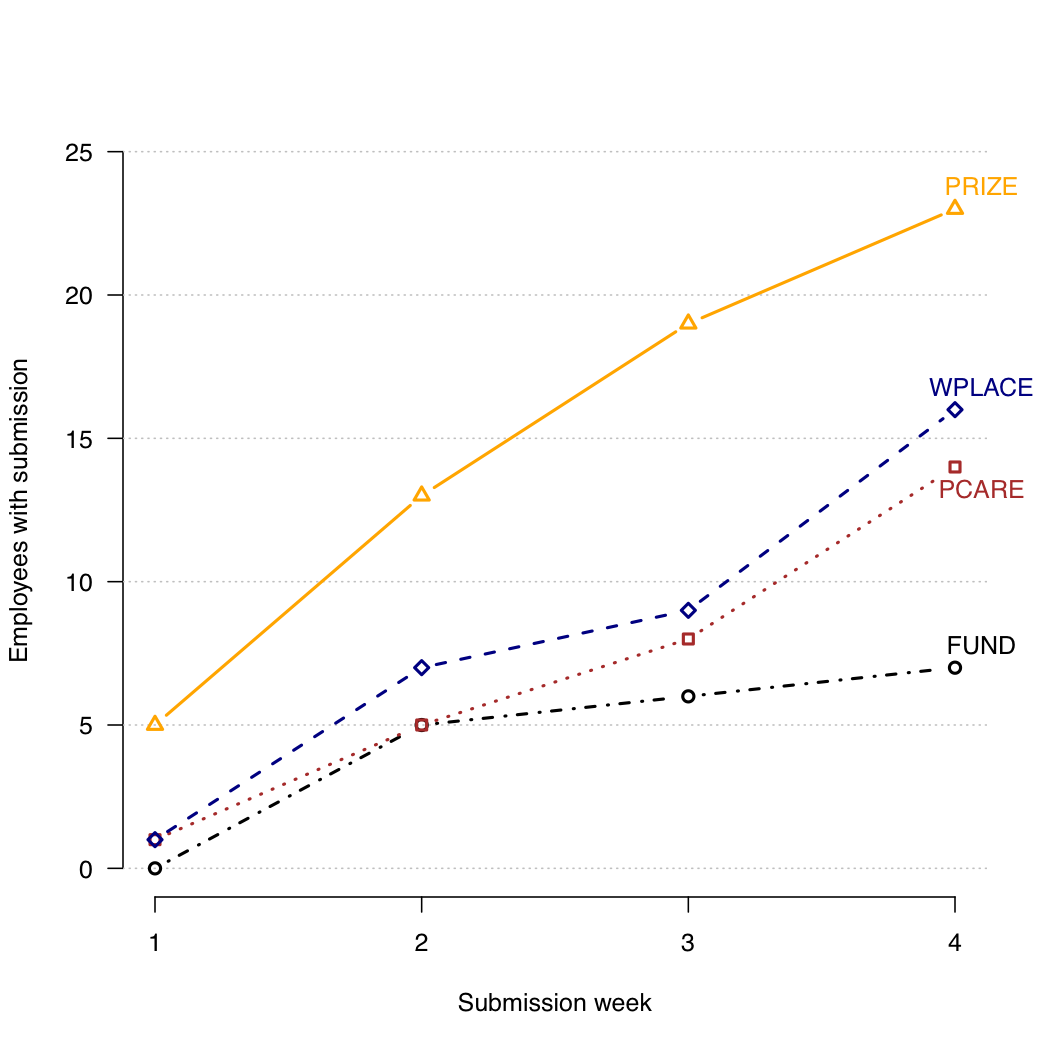 25
PRIZE
20
WPLACE
15
PCARE
10
FUND
5
0
Employees with submission
1 2 3 4
Submission week